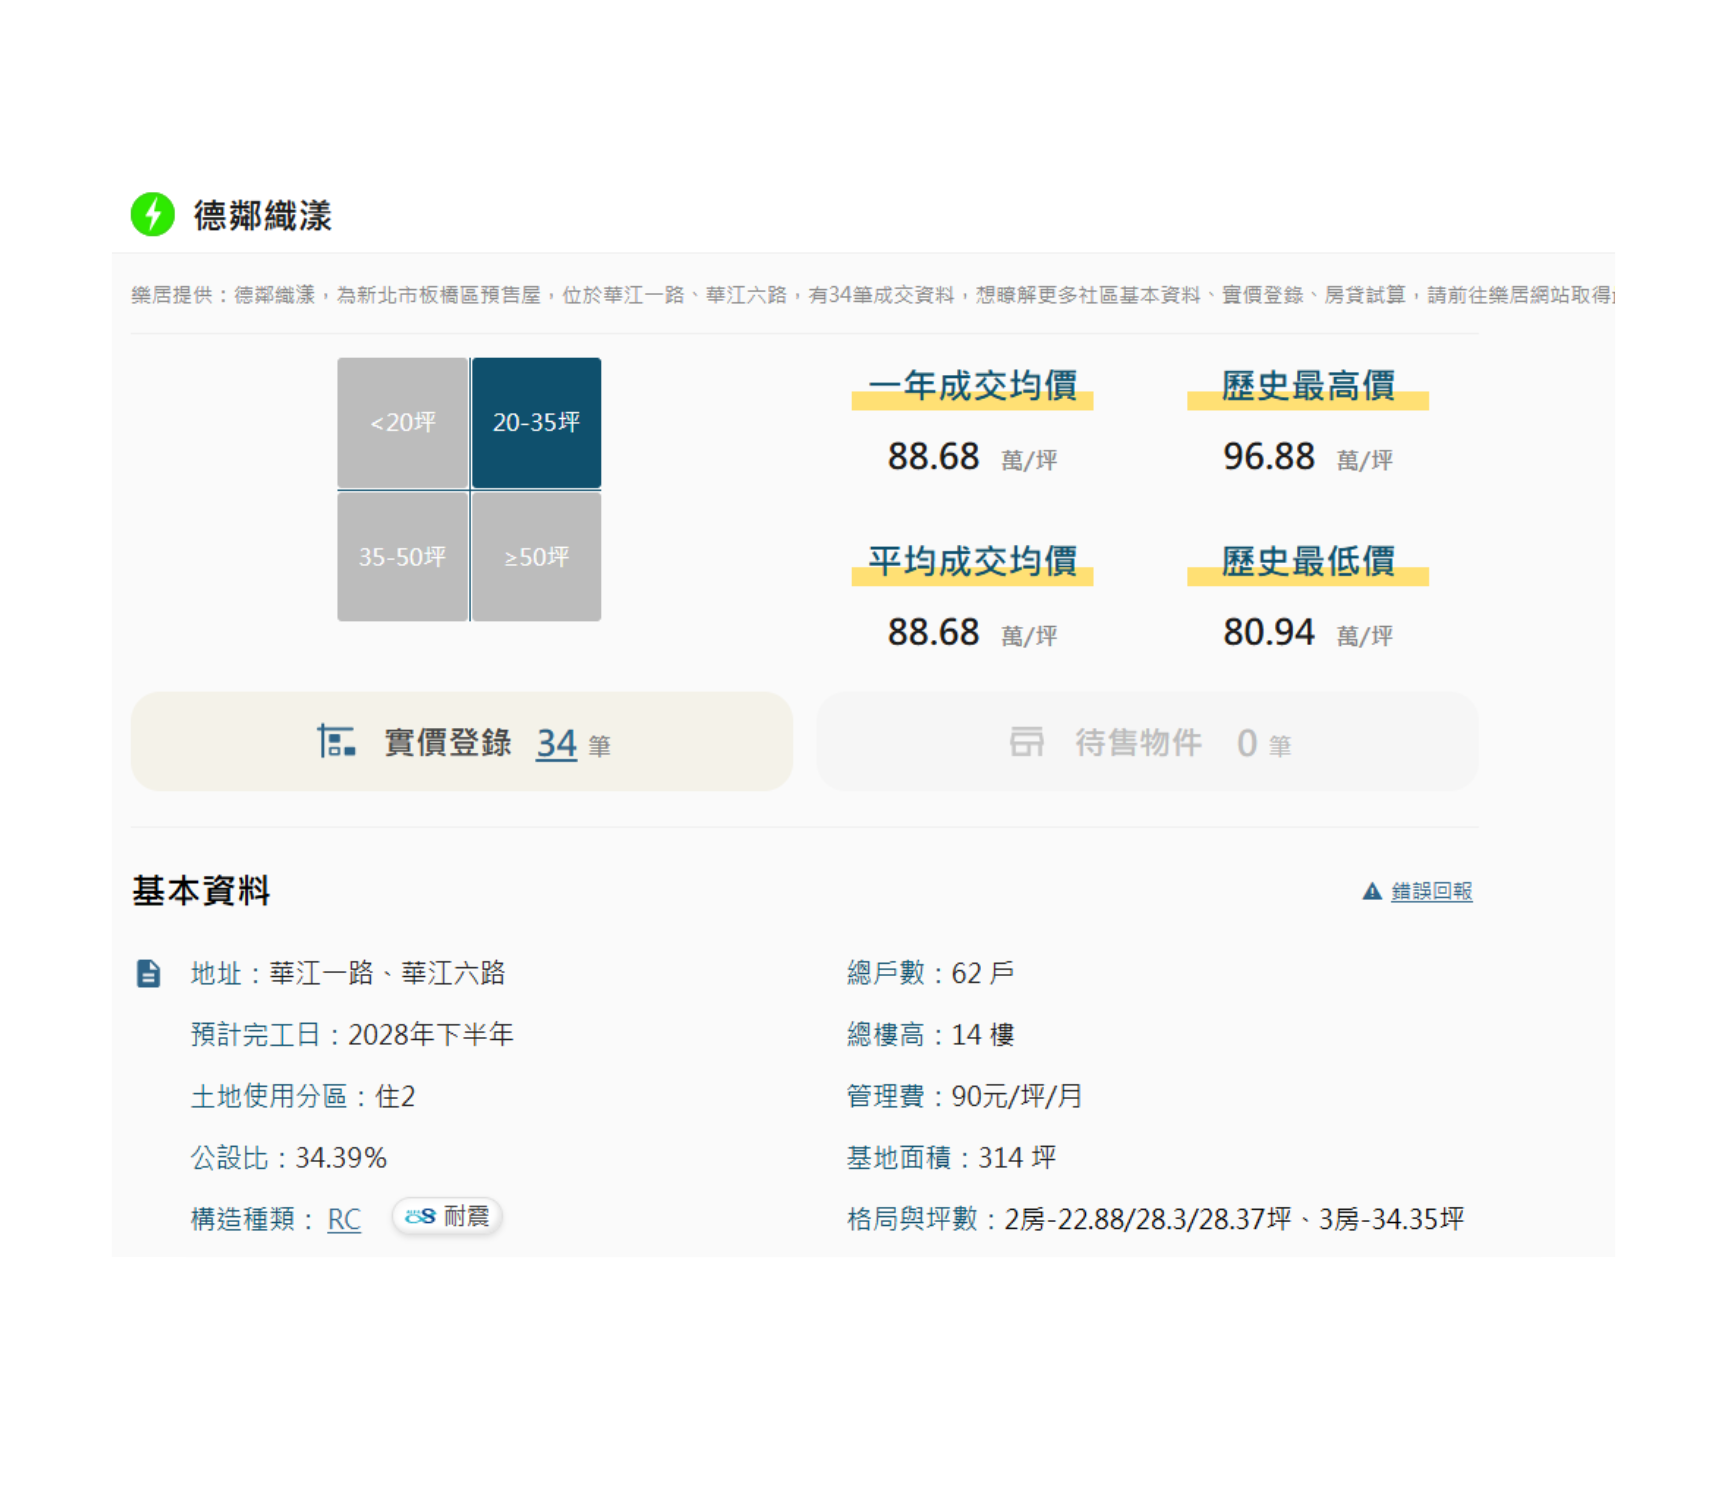 德鄰織漾
樂居提供：德鄰織漾，為新北市板橋區預售屋，位於華江一路、華江六路，有34筆成交資料，想瞭解更多社區基本資料、實價登錄、房貸試算，請前往樂居網站取得
<20坪
20-35坪
35-50坪
≥50坪
一年成交均價
歷史最高價
88.68 萬/坪
96.88 萬/坪
平均成交均價
歷史最低價
88.68 萬/坪
80.94 萬/坪
實價登錄 34 筆
待售物件 0 筆
基本資料
錯誤回報
地址：華江一路、華江六路
總戶數：62 戶
預計完工日：2028年下半年
總樓高：14 樓
土地使用分區：住2
管理費：90元/坪/月
公設比：34.39%
基地面積：314 坪
構造種類： RC 耐震
格局與坪數：2房-22.88/28.3/28.37坪、3房-34.35坪